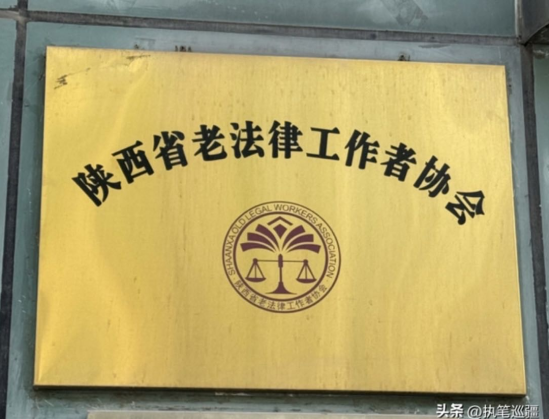 陕西省老法律工作者协会
SHAANXA OLD LEGAL WORKERS ASSOCIATION
陕西省老法律工作者协会
头条 @执笔巡疆